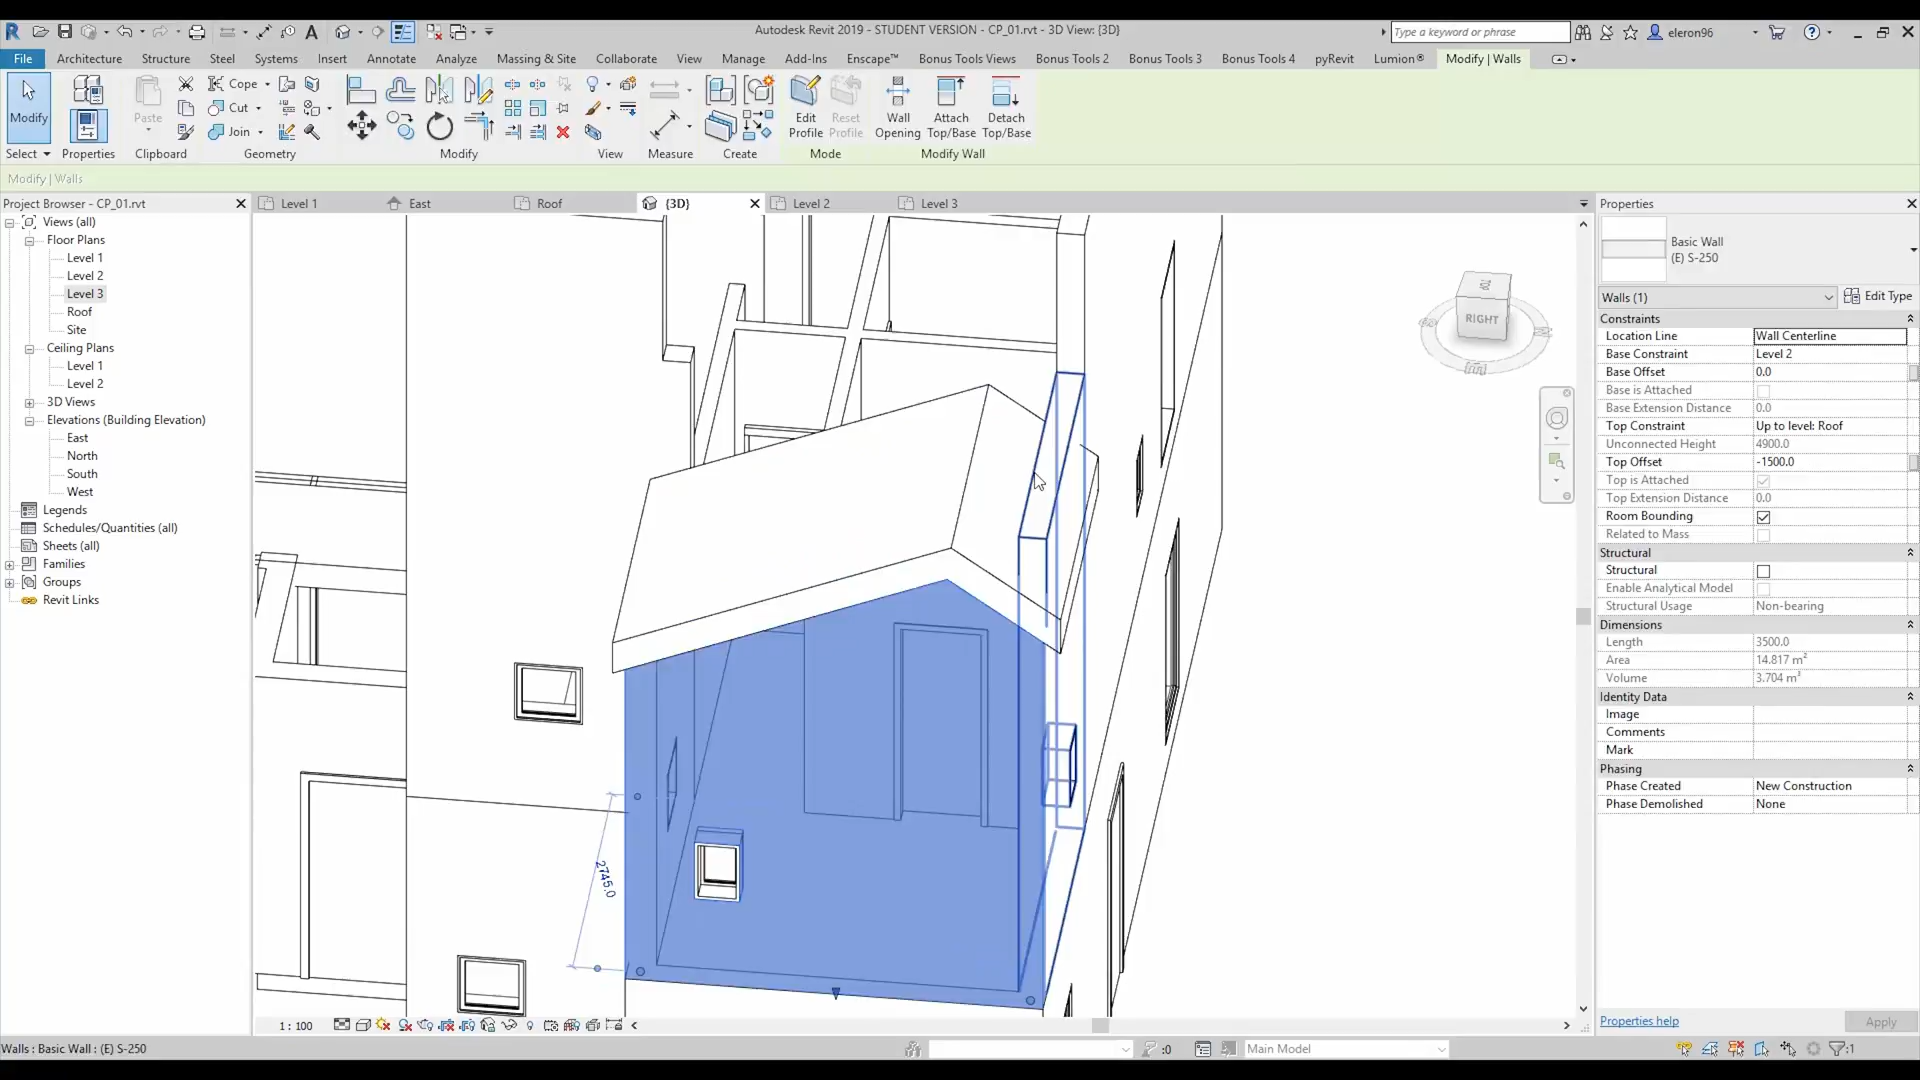 Autodesk Revit 2019 - STUDENT VERSION - CP_01.rvt - 3D View: {3D}
Type a keyword or phrase
eleron96
File
Architecture
Structure
Steel
Systems
Insert
Annotate
Analyze
Massing & Site
Collaborate
View
Manage
Add-Ins
Enscape™
Bonus Tools Views
Bonus Tools 2
Bonus Tools 3
Bonus Tools 4
pyRevit
Lumion®
Modify | Walls
Modify
Properties
Paste
Cope
Cut
Join
Edit
Profile
Reset
Profile
Wall
Opening
Attach
Top/Base
Detach
Top/Base
Select
Properties
Clipboard
Geometry
Modify
View
Measure
Create
Mode
Modify Wall
Modify | Walls
Project Browser - CP_01.rvt
Views (all)
Floor Plans
Level 1
Level 2
Level 3
Roof
Site
Ceiling Plans
Level 1
Level 2
3D Views
Elevations (Building Elevation)
East
North
South
West
Legends
Schedules/Quantities (all)
Sheets (all)
Families
Groups
Revit Links
Level 1
East
Roof
{3D}
Level 2
Level 3
RIGHT
2745.0
Properties
Basic Wall
(E) S-250
Walls (1)
Edit Type
Constraints
Location Line Wall Centerline
Base Constraint Level 2
Base Offset 0.0
Base is Attached
Base Extension Distance 0.0
Top Constraint Up to level: Roof
Unconnected Height 4900.0
Top Offset -1500.0
Top is Attached
Top Extension Distance 0.0
Room Bounding
Related to Mass
Structural
Structural
Enable Analytical Model
Structural Usage Non-bearing
Dimensions
Length 3500.0
Area 14.817 m²
Volume 3.704 m³
Identity Data
Image
Comments
Mark
Phasing
Phase Created New Construction
Phase Demolished None
Properties help
Apply
1 : 100
Walls : Basic Wall : (E) S-250
:0
Main Model
:1